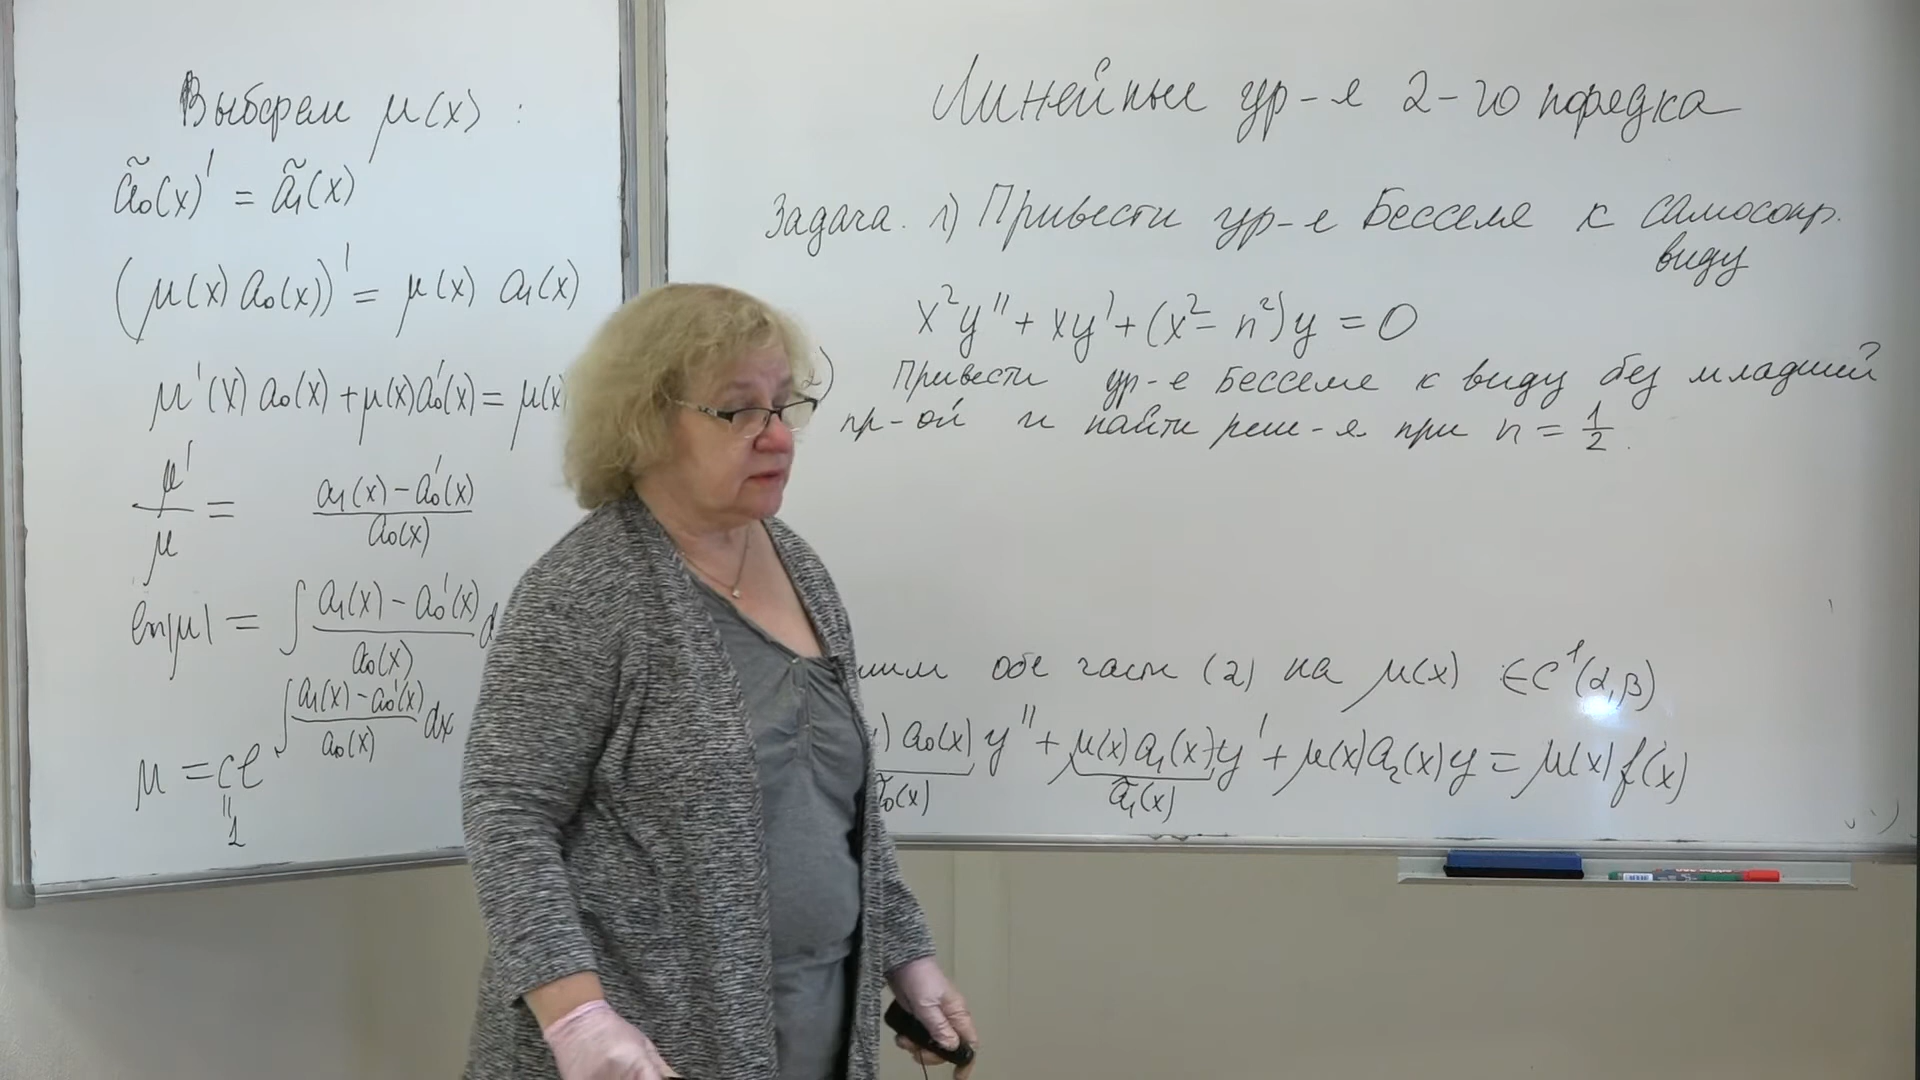 Выберем μ(x) :
ã₀(x)' = ã₁(x)
(μ(x) a₀(x))' = μ(x) a₁(x)
μ'(x) a₀(x) + μ(x)a₀'(x) = μ(x)
μ'/μ = (a₁(x) – a₀'(x))/a₀(x)
ln|μ| = ∫ (a₁(x) – a₀'(x))/a₀(x) d
μ = c e^{∫ (a₁(x) – a₀'(x))/a₀(x) dx}
"
1
Линейные ур-я 2-го порядка
Задача. 1) Привести ур-е Бесселя к самосопр.
виду
x²y'' + xy' + (x² – n²)y = 0
2) Привести ур-е Бесселя к виду без младшей
пр-ой и найти реш-я при n = 1/2.
обе части (2) на μ(x) ∈ C¹(α,β)
) a₀(x) y'' + μ(x) a₁(x) y' + μ(x)a₂(x) y = μ(x) f(x)
ã₀(x) ã₁(x)